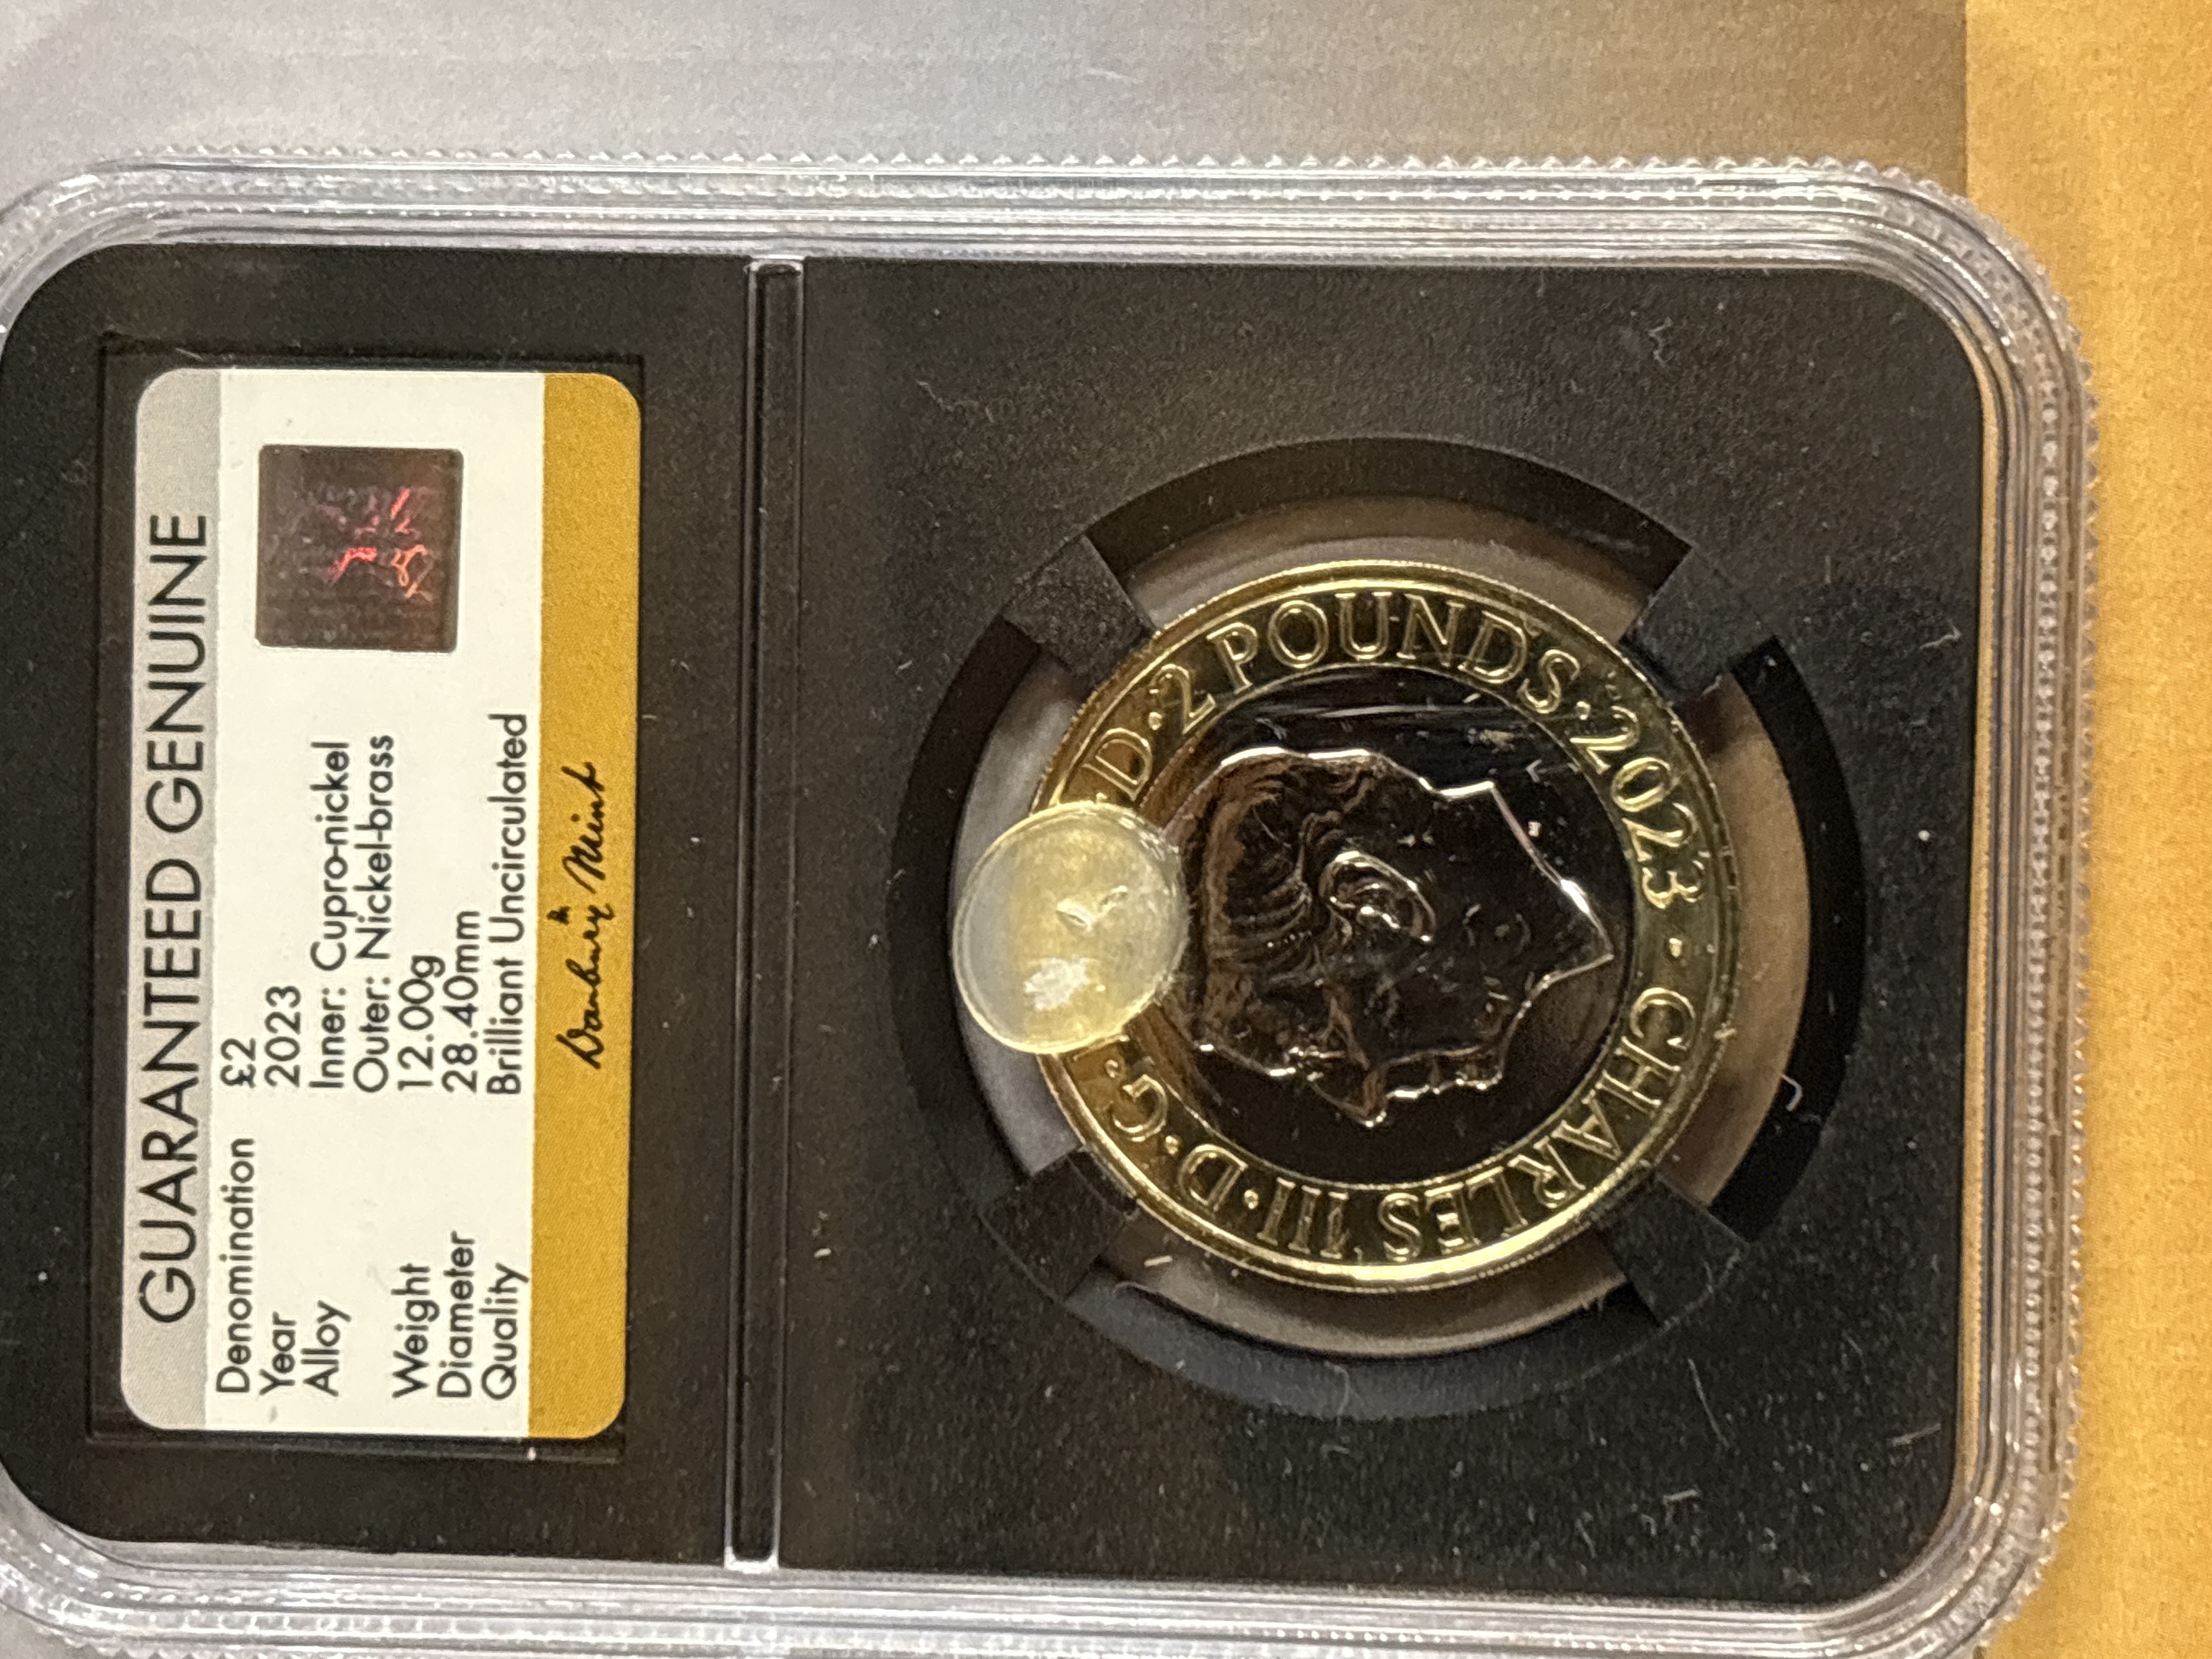 GUARANTEED GENUINE
Denomination £2
Year 2023
Alloy Inner: Cupro-nickel
Outer: Nickel-brass
Weight 12.00g
Diameter 28.40mm
Quality Brilliant Uncirculated
Danbury Mint
· CHARLES III · D · G ·
D · 2 POUNDS · 2023